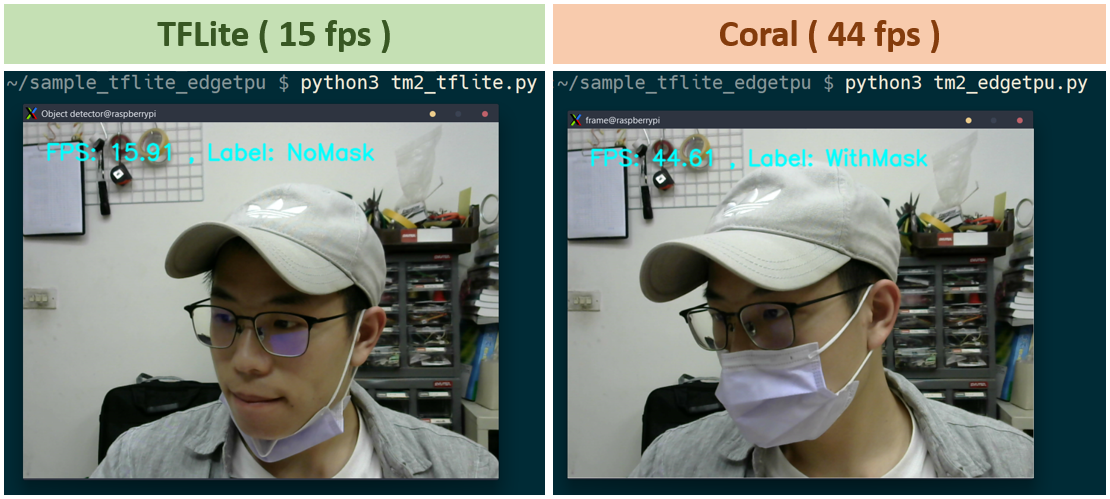 TFLite ( 15 fps )
Coral ( 44 fps )
~/sample_tflite_edgetpu $ python3 tm2_tflite.py
Object detector@raspberrypi
FPS: 15.91 , Label: NoMask
~/sample_tflite_edgetpu $ python3 tm2_edgetpu.py
frame@raspberrypi
FPS: 44.61 , Label: WithMask